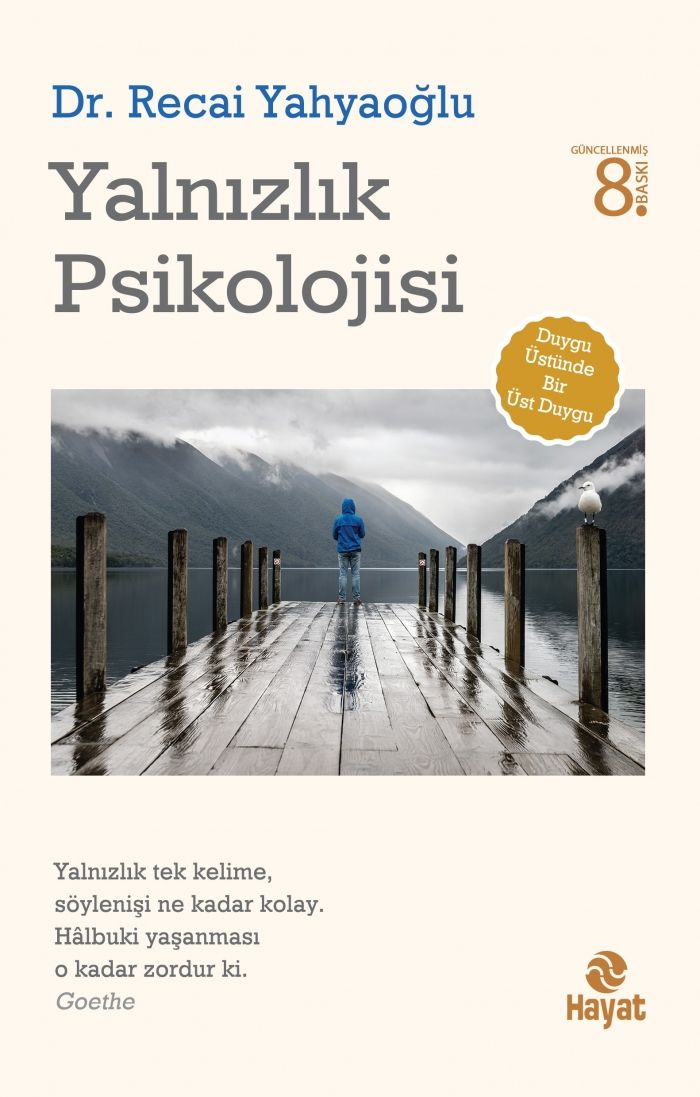 Dr. Recai Yahyaoğlu
Yalnızlık
Psikolojisi
GÜNCELLENMİŞ
8.
BASKI
Duygu
Üstünde
Bir
Üst Duygu
Yalnızlık tek kelime,
söylenişi ne kadar kolay.
Hâlbuki yaşanması
o kadar zordur ki.
Goethe
Hayat